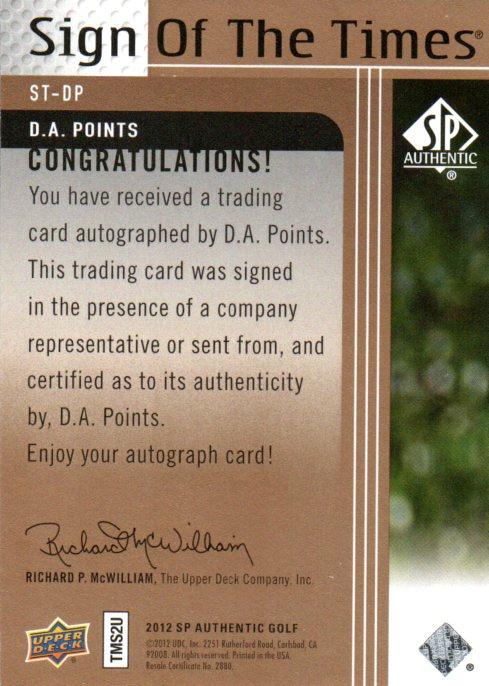 Sign Of The Times®
ST-DP
D.A. POINTS
SP
AUTHENTIC
®
CONGRATULATIONS!
You have received a trading
card autographed by D.A. Points.
This trading card was signed
in the presence of a company
representative or sent from, and
certified as to its authenticity
by, D.A. Points.
Enjoy your autograph card!
Richard P. McWilliam
RICHARD P. McWILLIAM, The Upper Deck Company, Inc.
UPPER
DECK
®
TMS2U
2012 SP AUTHENTIC GOLF
©2012 UDC, Inc. 2251 Rutherford Road, Carlsbad, CA
92008. All rights reserved. Printed in the USA.
Resale Certificate No. 2880.
®